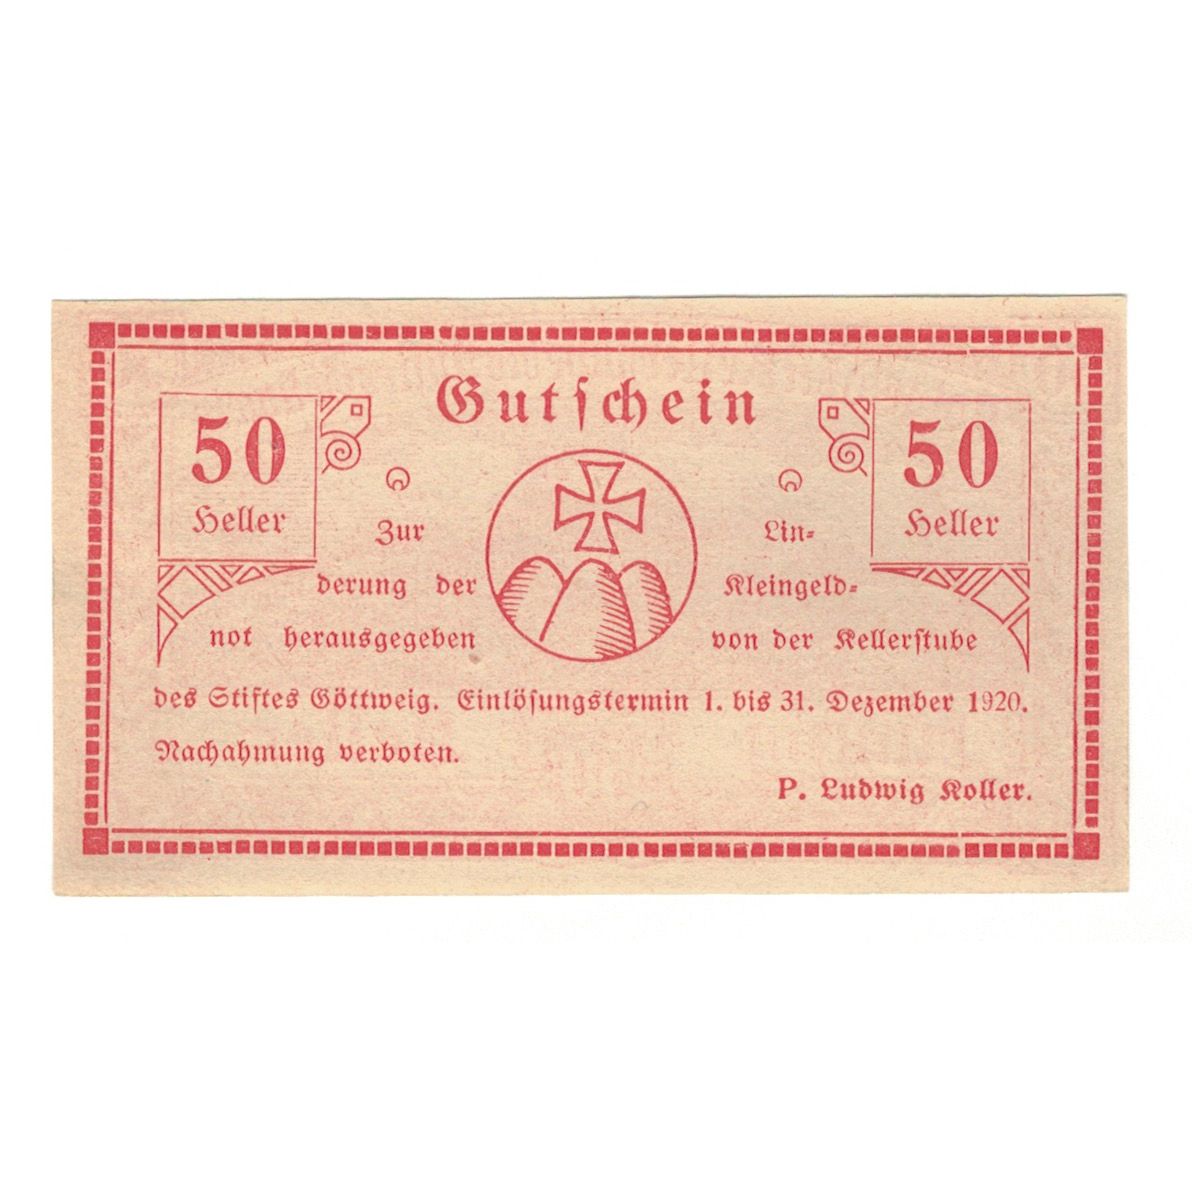 Gutschein
50
Heller
50
Heller
Zur Lin-
derung der Kleingeld-
not herausgegeben von der Kellerstube
des Stiftes Göttweig. Einlösungstermin 1. bis 31. Dezember 1920.
Nachahmung verboten.
P. Ludwig Koller.